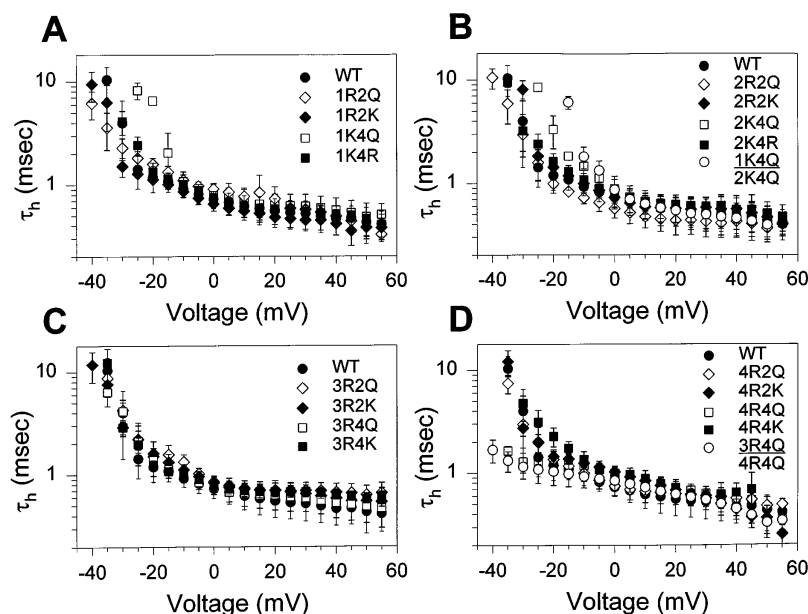 A
10
1
τh (msec)
-40 -20 0 20 40 60
Voltage (mV)
WT
1R2Q
1R2K
1K4Q
1K4R
B
10
1
τh (msec)
-40 -20 0 20 40 60
Voltage (mV)
WT
2R2Q
2R2K
2K4Q
2K4R
1K4Q
2K4Q
C
10
1
τh (msec)
-40 -20 0 20 40 60
Voltage (mV)
WT
3R2Q
3R2K
3R4Q
3R4K
D
10
1
τh (msec)
-40 -20 0 20 40 60
Voltage (mV)
WT
4R2Q
4R2K
4R4Q
4R4K
3R4Q
4R4Q